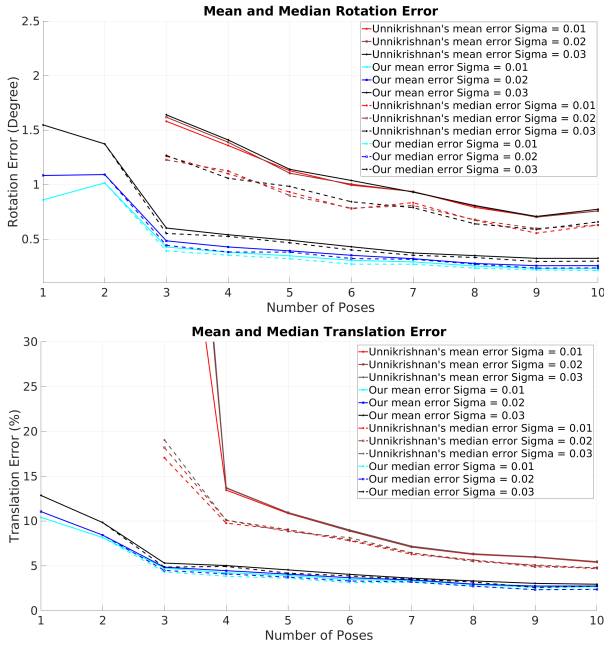 Mean and Median Rotation Error
Rotation Error (Degree)
2.5
2
1.5
1
0.5
Unnikrishnan's mean error Sigma = 0.01
Unnikrishnan's mean error Sigma = 0.02
Unnikrishnan's mean error Sigma = 0.03
Our mean error Sigma = 0.01
Our mean error Sigma = 0.02
Our mean error Sigma = 0.03
Unnikrishnan's median error Sigma = 0.01
Unnikrishnan's median error Sigma = 0.02
Unnikrishnan's median error Sigma = 0.03
Our median error Sigma = 0.01
Our median error Sigma = 0.02
Our median error Sigma = 0.03
1 2 3 4 5 6 7 8 9 10
Number of Poses
Mean and Median Translation Error
Translation Error (%)
30
25
20
15
10
5
0
Unnikrishnan's mean error Sigma = 0.01
Unnikrishnan's mean error Sigma = 0.02
Unnikrishnan's mean error Sigma = 0.03
Our mean error Sigma = 0.01
Our mean error Sigma = 0.02
Our mean error Sigma = 0.03
Unnikrishnan's median error Sigma = 0.01
Unnikrishnan's median error Sigma = 0.02
Unnikrishnan's median error Sigma = 0.03
Our median error Sigma = 0.01
Our median error Sigma = 0.02
Our median error Sigma = 0.03
1 2 3 4 5 6 7 8 9 10
Number of Poses